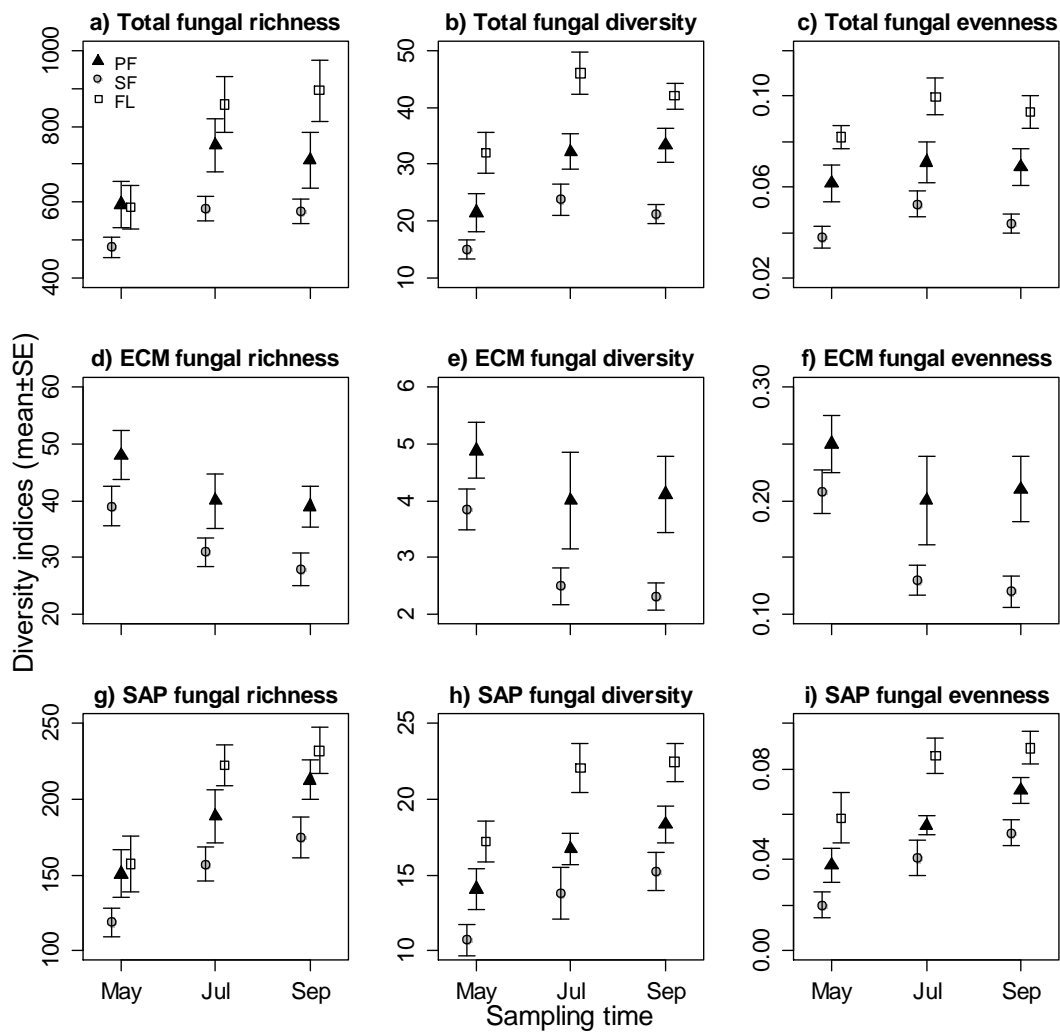 a) Total fungal richness
b) Total fungal diversity
c) Total fungal evenness
1000
800
600
400
PF
SF
FL
50
40
30
20
10
0.10
0.06
0.02
Diversity indices (mean±SE)
d) ECM fungal richness
e) ECM fungal diversity
f) ECM fungal evenness
60
50
40
30
20
6
5
4
3
2
0.30
0.20
0.10
g) SAP fungal richness
h) SAP fungal diversity
i) SAP fungal evenness
250
200
150
100
25
20
15
10
0.08
0.04
0.00
May Jul Sep
May Jul Sep
May Jul Sep
Sampling time